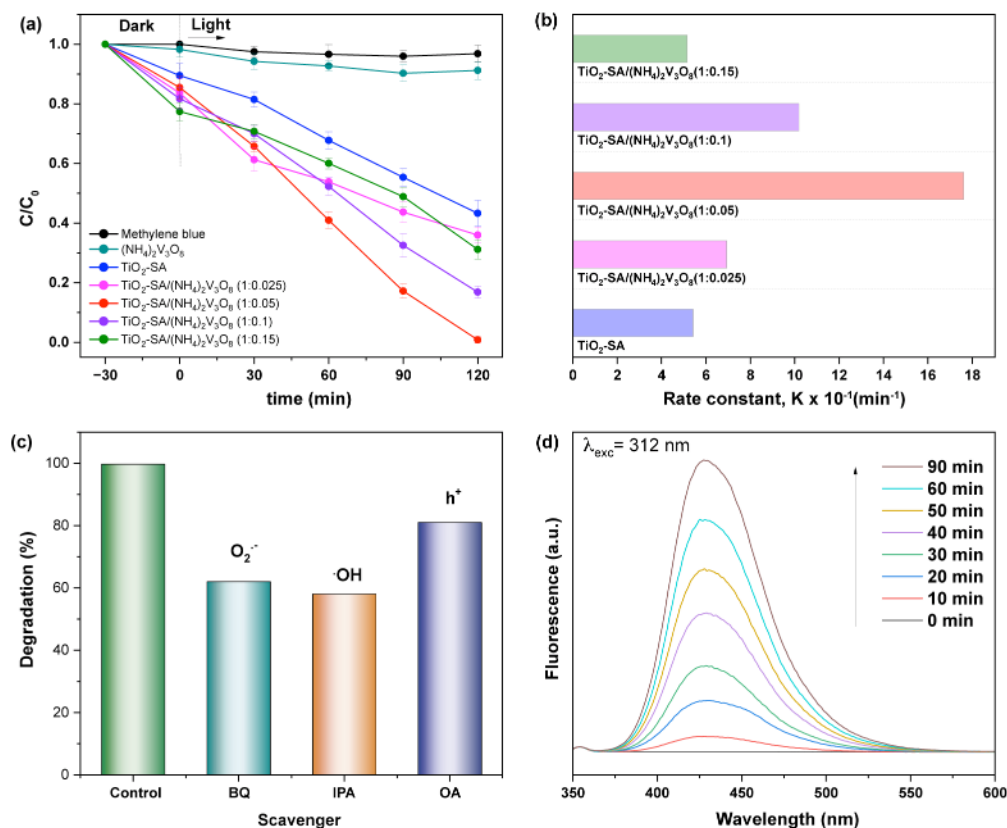 (a)
Dark
Light
1.0
0.8
0.6
0.4
0.2
0.0
C/C₀
Methylene blue
(NH₄)₂V₃O₈
TiO₂-SA
TiO₂-SA/(NH₄)₂V₃O₈ (1:0.025)
TiO₂-SA/(NH₄)₂V₃O₈ (1:0.05)
TiO₂-SA/(NH₄)₂V₃O₈ (1:0.1)
TiO₂-SA/(NH₄)₂V₃O₈ (1:0.15)
−30 0 30 60 90 120
time (min)
(b)
TiO₂-SA/(NH₄)₂V₃O₈(1:0.15)
TiO₂-SA/(NH₄)₂V₃O₈(1:0.1)
TiO₂-SA/(NH₄)₂V₃O₈(1:0.05)
TiO₂-SA/(NH₄)₂V₃O₈(1:0.025)
TiO₂-SA
0 2 4 6 8 10 12 14 16 18
Rate constant, K x 10⁻¹(min⁻¹)
(c)
100
80
60
40
20
0
Degradation (%)
O₂·⁻
·OH
h⁺
Control BQ IPA OA
Scavenger
(d)
λexc= 312 nm
90 min
60 min
50 min
40 min
30 min
20 min
10 min
0 min
Fluorescence (a.u.)
350 400 450 500 550 600
Wavelength (nm)